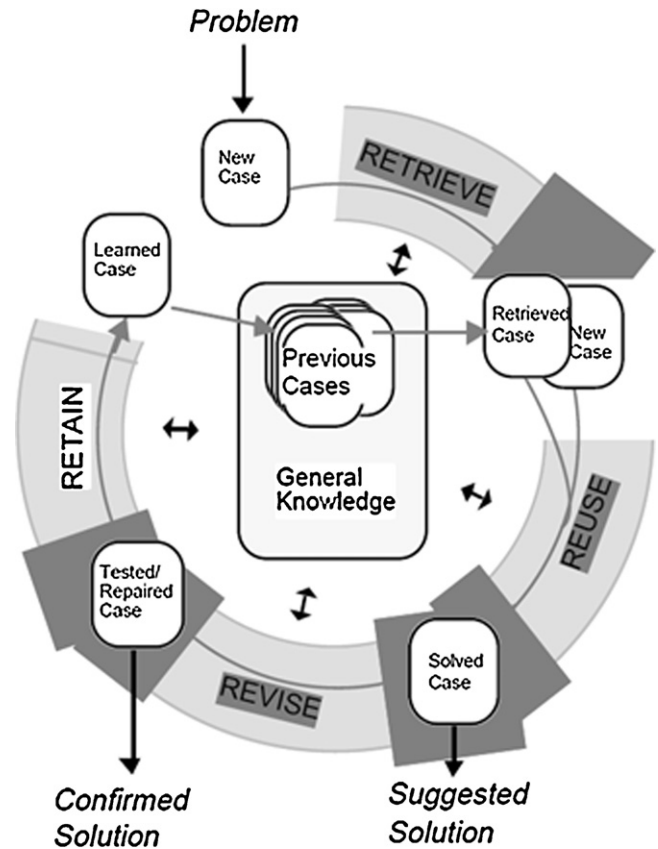 Problem
New
Case
RETRIEVE
Learned
Case
Retrieved
Case
New
Case
Previous
Cases
General
Knowledge
RETAIN
REUSE
Tested/
Repaired
Case
Solved
Case
REVISE
Confirmed
Solution
Suggested
Solution